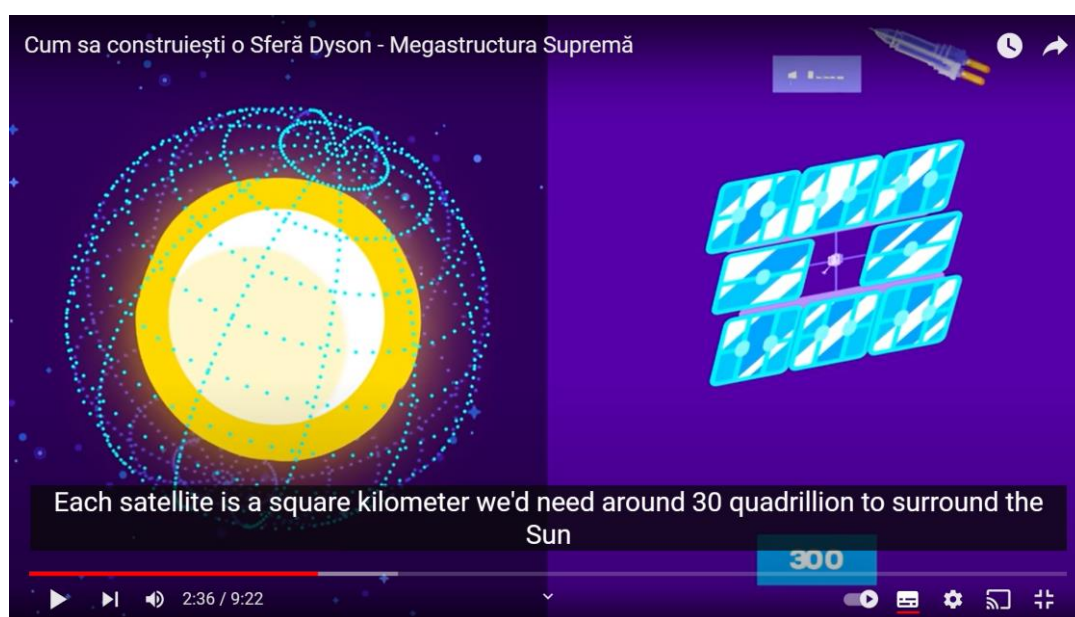 Cum sa construiești o Sferă Dyson - Megastructura Supremă
Each satellite is a square kilometer we'd need around 30 quadrillion to surround the
Sun
300
2:36 / 9:22